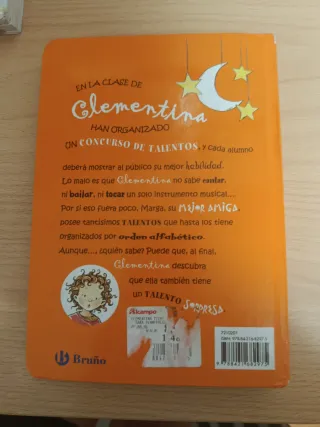 EN LA CLASE DE
Clementina
HAN ORGANIZADO
UN CONCURSO DE TALENTOS, y cada alumno
deberá mostrar al público su mejor habilidad.
Lo malo es que Clementina no sabe cantar,
ni bailar, ni tocar un solo instrumento musical...
Por si eso fuera poco, Marga, su mejor amiga,
posee tantísimos TALENTOS que hasta los tiene
organizados por orden alfabético.
Aunque..., ¿quién sabe? Puede que, al final,
Clementina descubra
que ella también tiene
un TALENTO SORPRESA.
Alcampo
Bruño